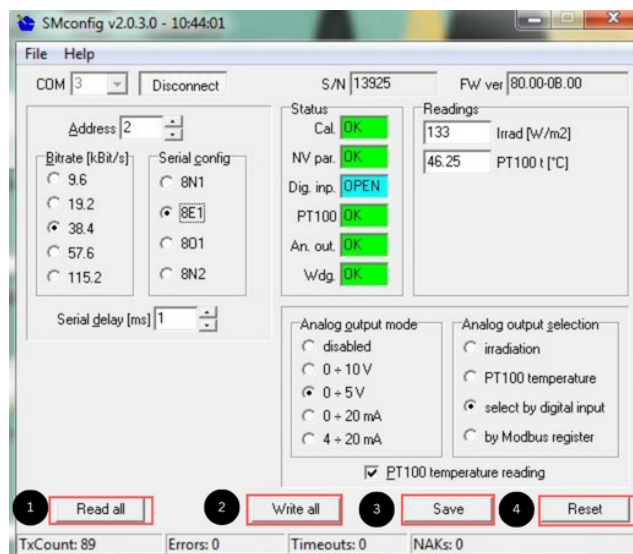 SMconfig v2.0.3.0 - 10:44:01
File Help
COM 3 Disconnect S/N 13925 FW ver 80.00-0B.00
Address 2
Bitrate [kBit/s]
9.6
19.2
38.4
57.6
115.2
Serial config
8N1
8E1
8O1
8N2
Serial delay [ms] 1
Status
Cal. OK
NV par. OK
Dig. inp. OPEN
PT100 OK
An. out. OK
Wdg. OK
Readings
133 Irrad [W/m2]
46.25 PT100 t [°C]
Analog output mode
disabled
0 ÷ 10 V
0 ÷ 5 V
0 ÷ 20 mA
4 ÷ 20 mA
Analog output selection
irradiation
PT100 temperature
select by digital input
by Modbus register
PT100 temperature reading
1 Read all 2 Write all 3 Save 4 Reset
TxCount: 89 Errors: 0 Timeouts: 0 NAKs: 0